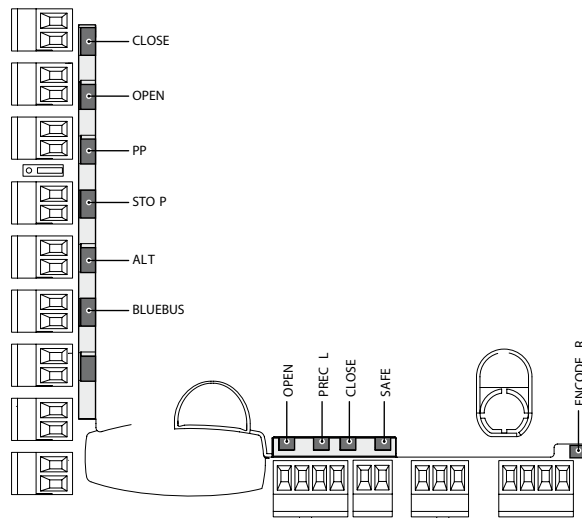 CLOSE
OPEN
PP
STO P
ALT
BLUEBUS
OPEN
PREC L
CLOSE
SAFE
ENCODE R